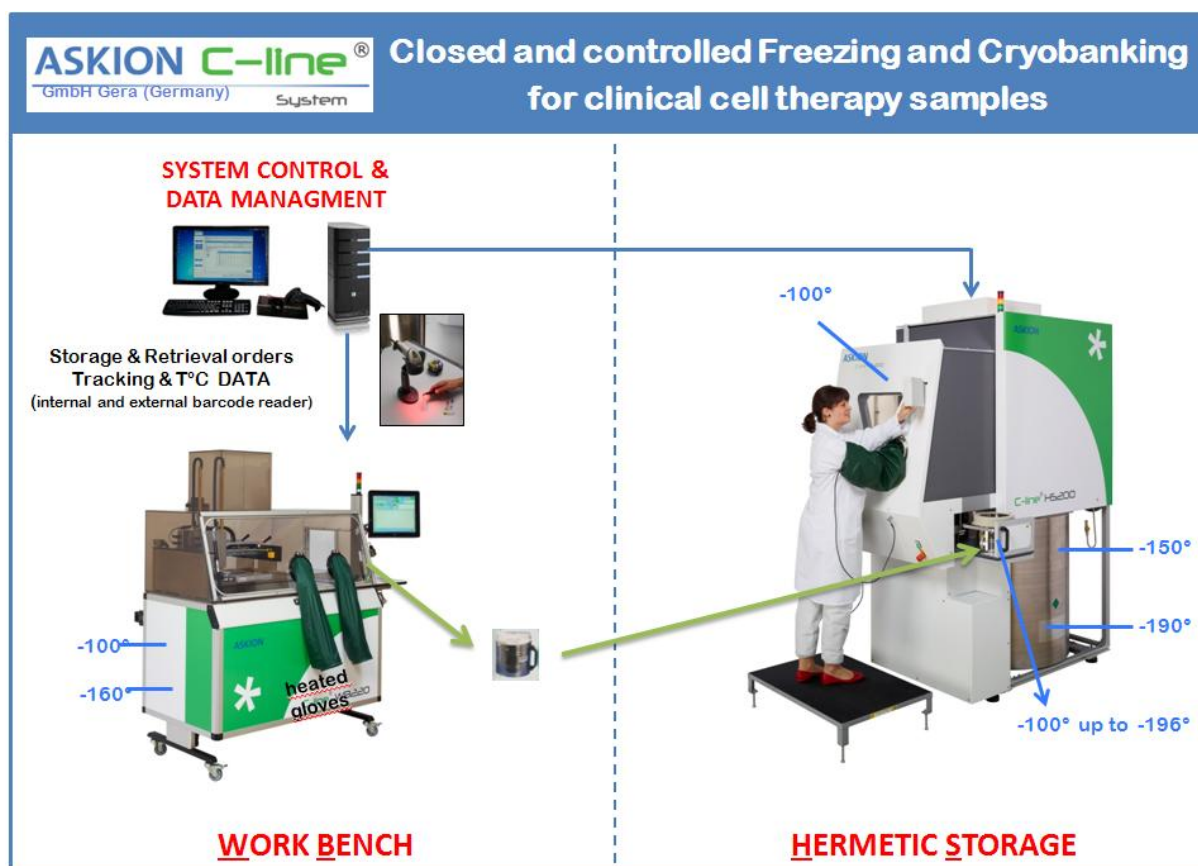 ASKION C-line®
GmbH Gera (Germany)
System
Closed and controlled Freezing and Cryobanking
for clinical cell therapy samples
SYSTEM CONTROL &
DATA MANAGMENT
Storage & Retrieval orders
Tracking & T°C DATA
(internal and external barcode reader)
-100°
-160°
ASKION
heated
gloves
WORK BENCH
-100°
ASKION
ASKION
C-line® HS200
-150°
-190°
-100° up to -196°
HERMETIC STORAGE